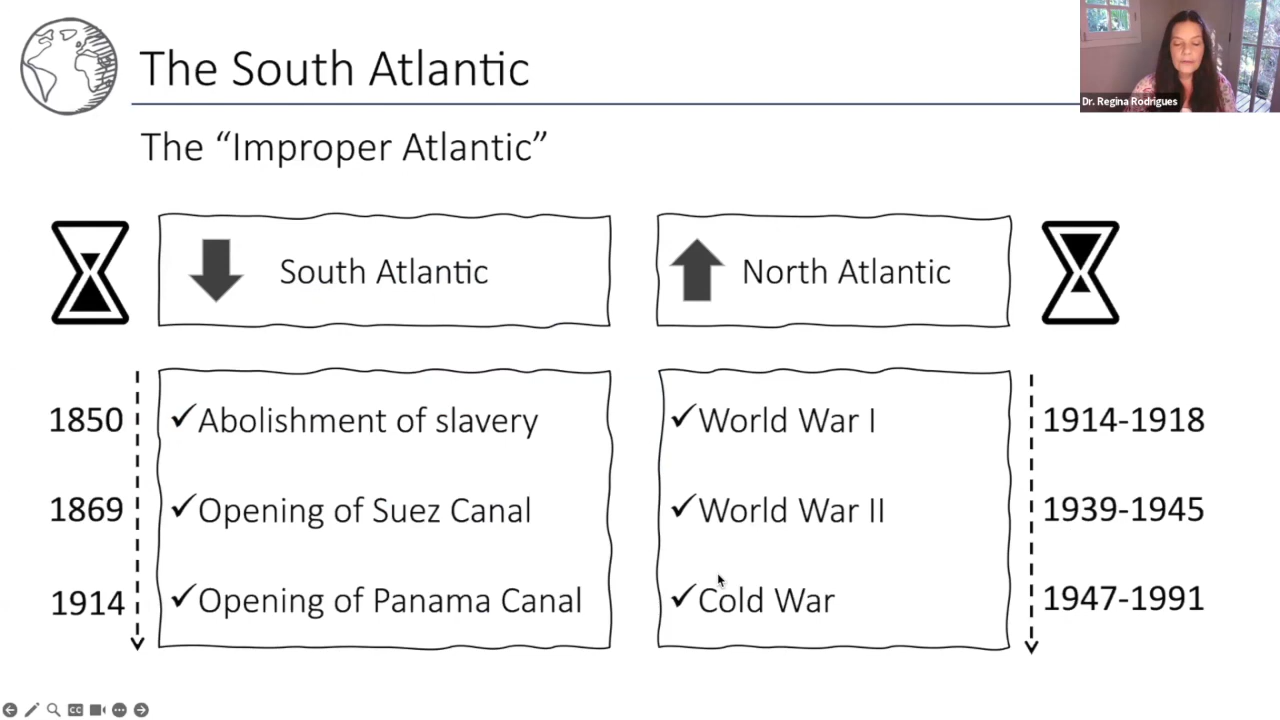 The South Atlantic
Dr. Regina Rodrigues
The “Improper Atlantic”
South Atlantic
North Atlantic
1850
✓Abolishment of slavery
✓World War I
1914-1918
1869
✓Opening of Suez Canal
✓World War II
1939-1945
1914
✓Opening of Panama Canal
✓Cold War
1947-1991
CC